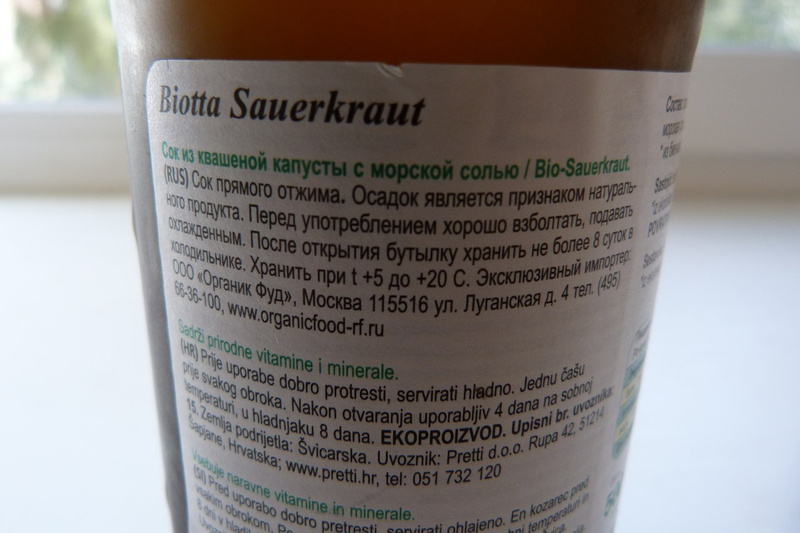 Biotta Sauerkraut
Сок из квашеной капусты с морской солью / Bio-Sauerkraut.
(RUS) Сок прямого отжима. Осадок является признаком натураль-
ного продукта. Перед употреблением хорошо взболтать, подавать
охлажденным. После открытия бутылку хранить не более 8 суток в
холодильнике. Хранить при t +5 до +20 С. Эксклюзивный импортер:
ООО «Органик Фуд», Москва 115516 ул. Луганская д. 4 тел. (495)
66-36-100, www.organicfood-rf.ru
Sadrži prirodne vitamine i minerale.
(HR) Prije uporabe dobro protresti, servirati hladno. Jednu čašu
prije svakog obroka. Nakon otvaranja uporabljiv 4 dana na sobnoj
temperaturi, u hladnjaku 8 dana. EKOPROIZVOD. Upisni br. uvoznika:
15. Zemlja podrijetla: Švicarska. Uvoznik: Pretti d.o.o. Rupa 42, 51214
Šapjane, Hrvatska; www.pretti.hr, tel: 051 732 120
Vsebuje naravne vitamine in minerale.
(SI) Pred uporabo dobro pretresti, servirati ohlajeno. En kozarec pred
vsakim obrokom.
temperaturi in
8 dni v